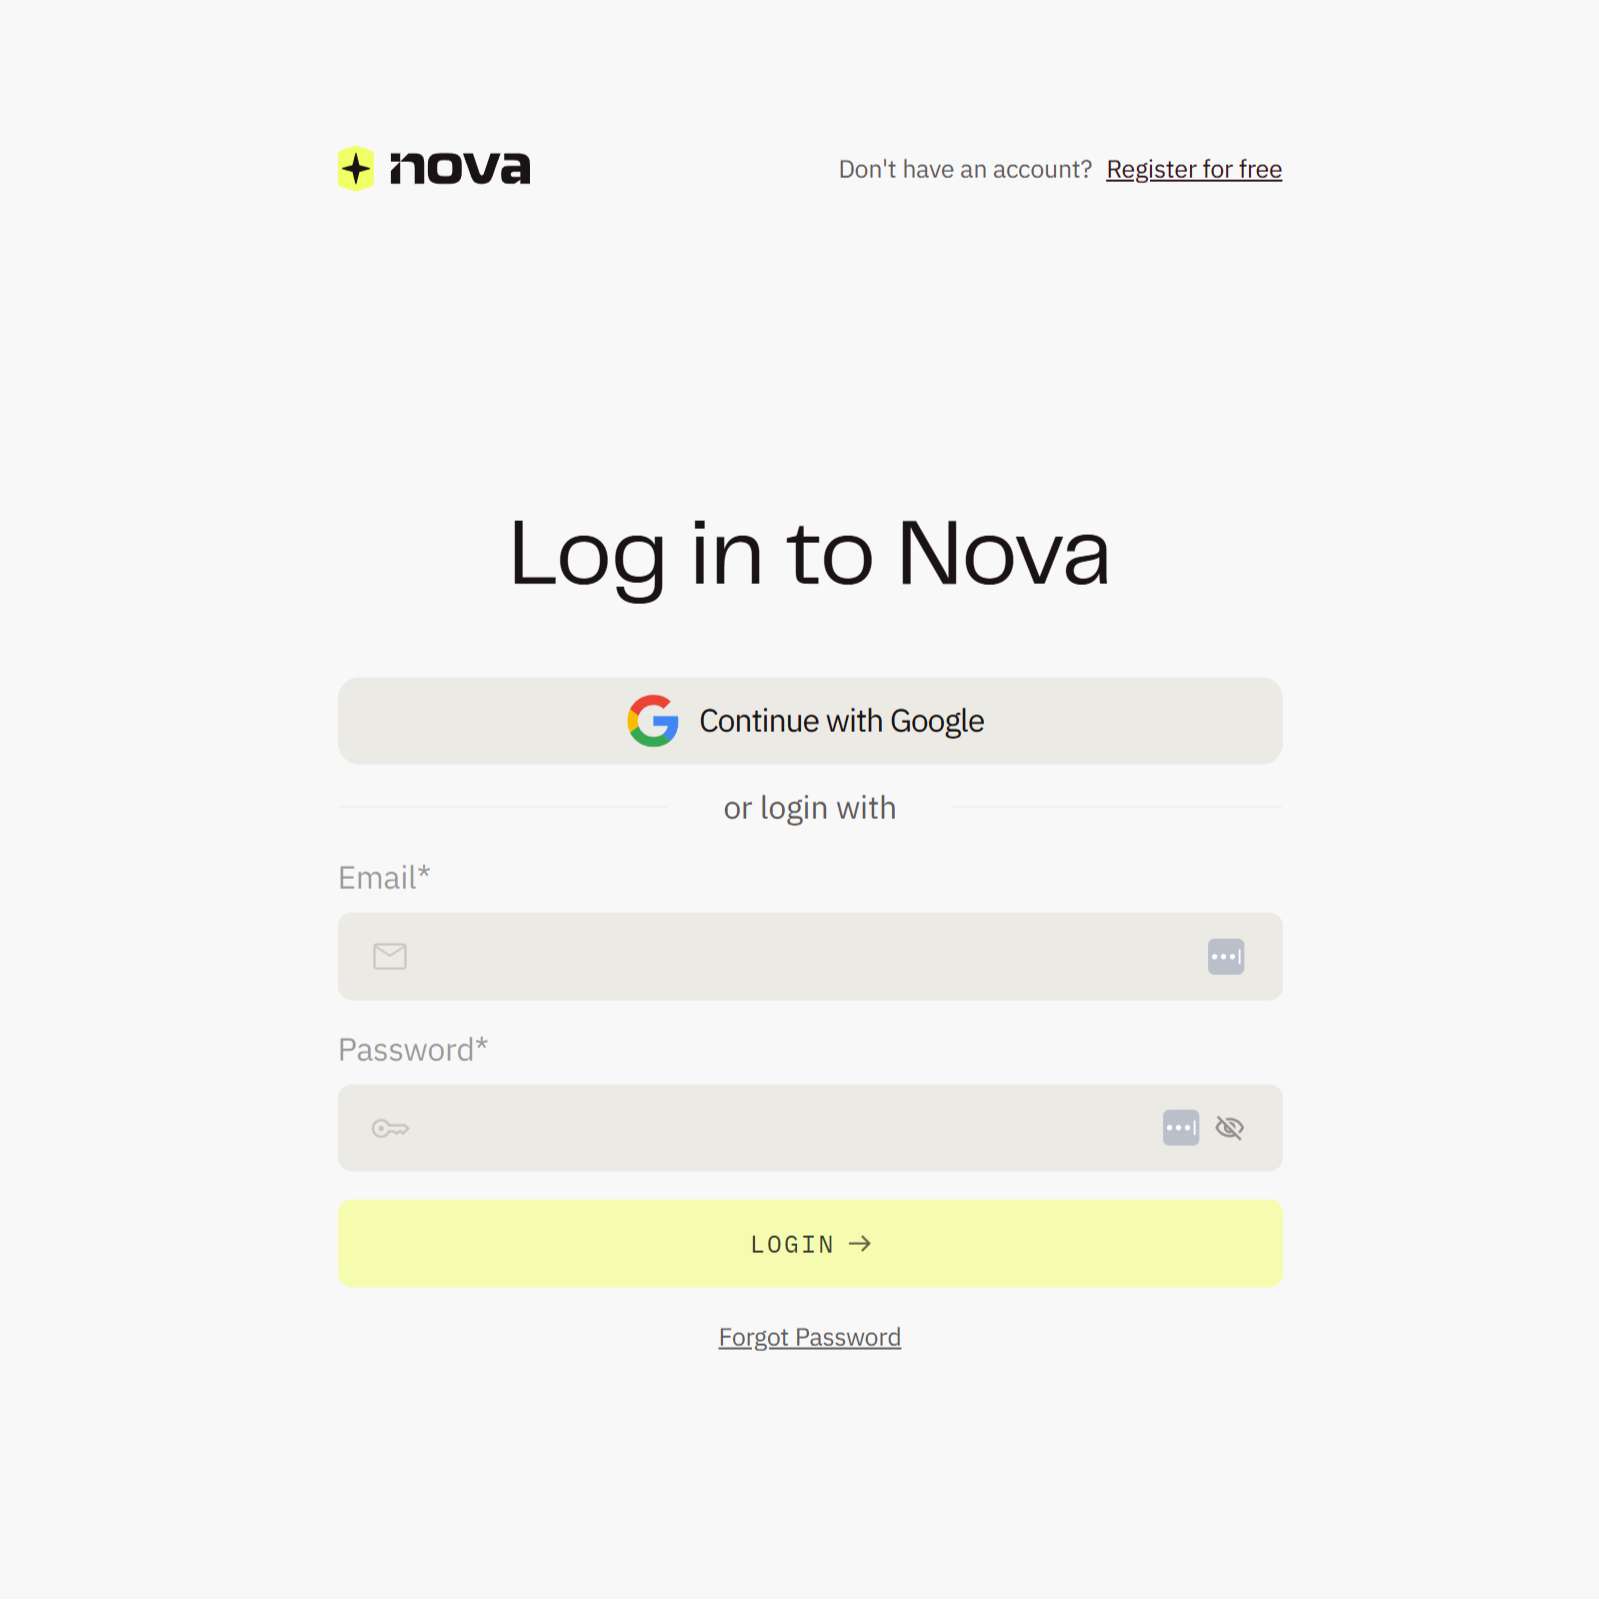 nova
Don't have an account? Register for free
Log in to Nova
Continue with Google
or login with
Email*
Password*
LOGIN →
Forgot Password